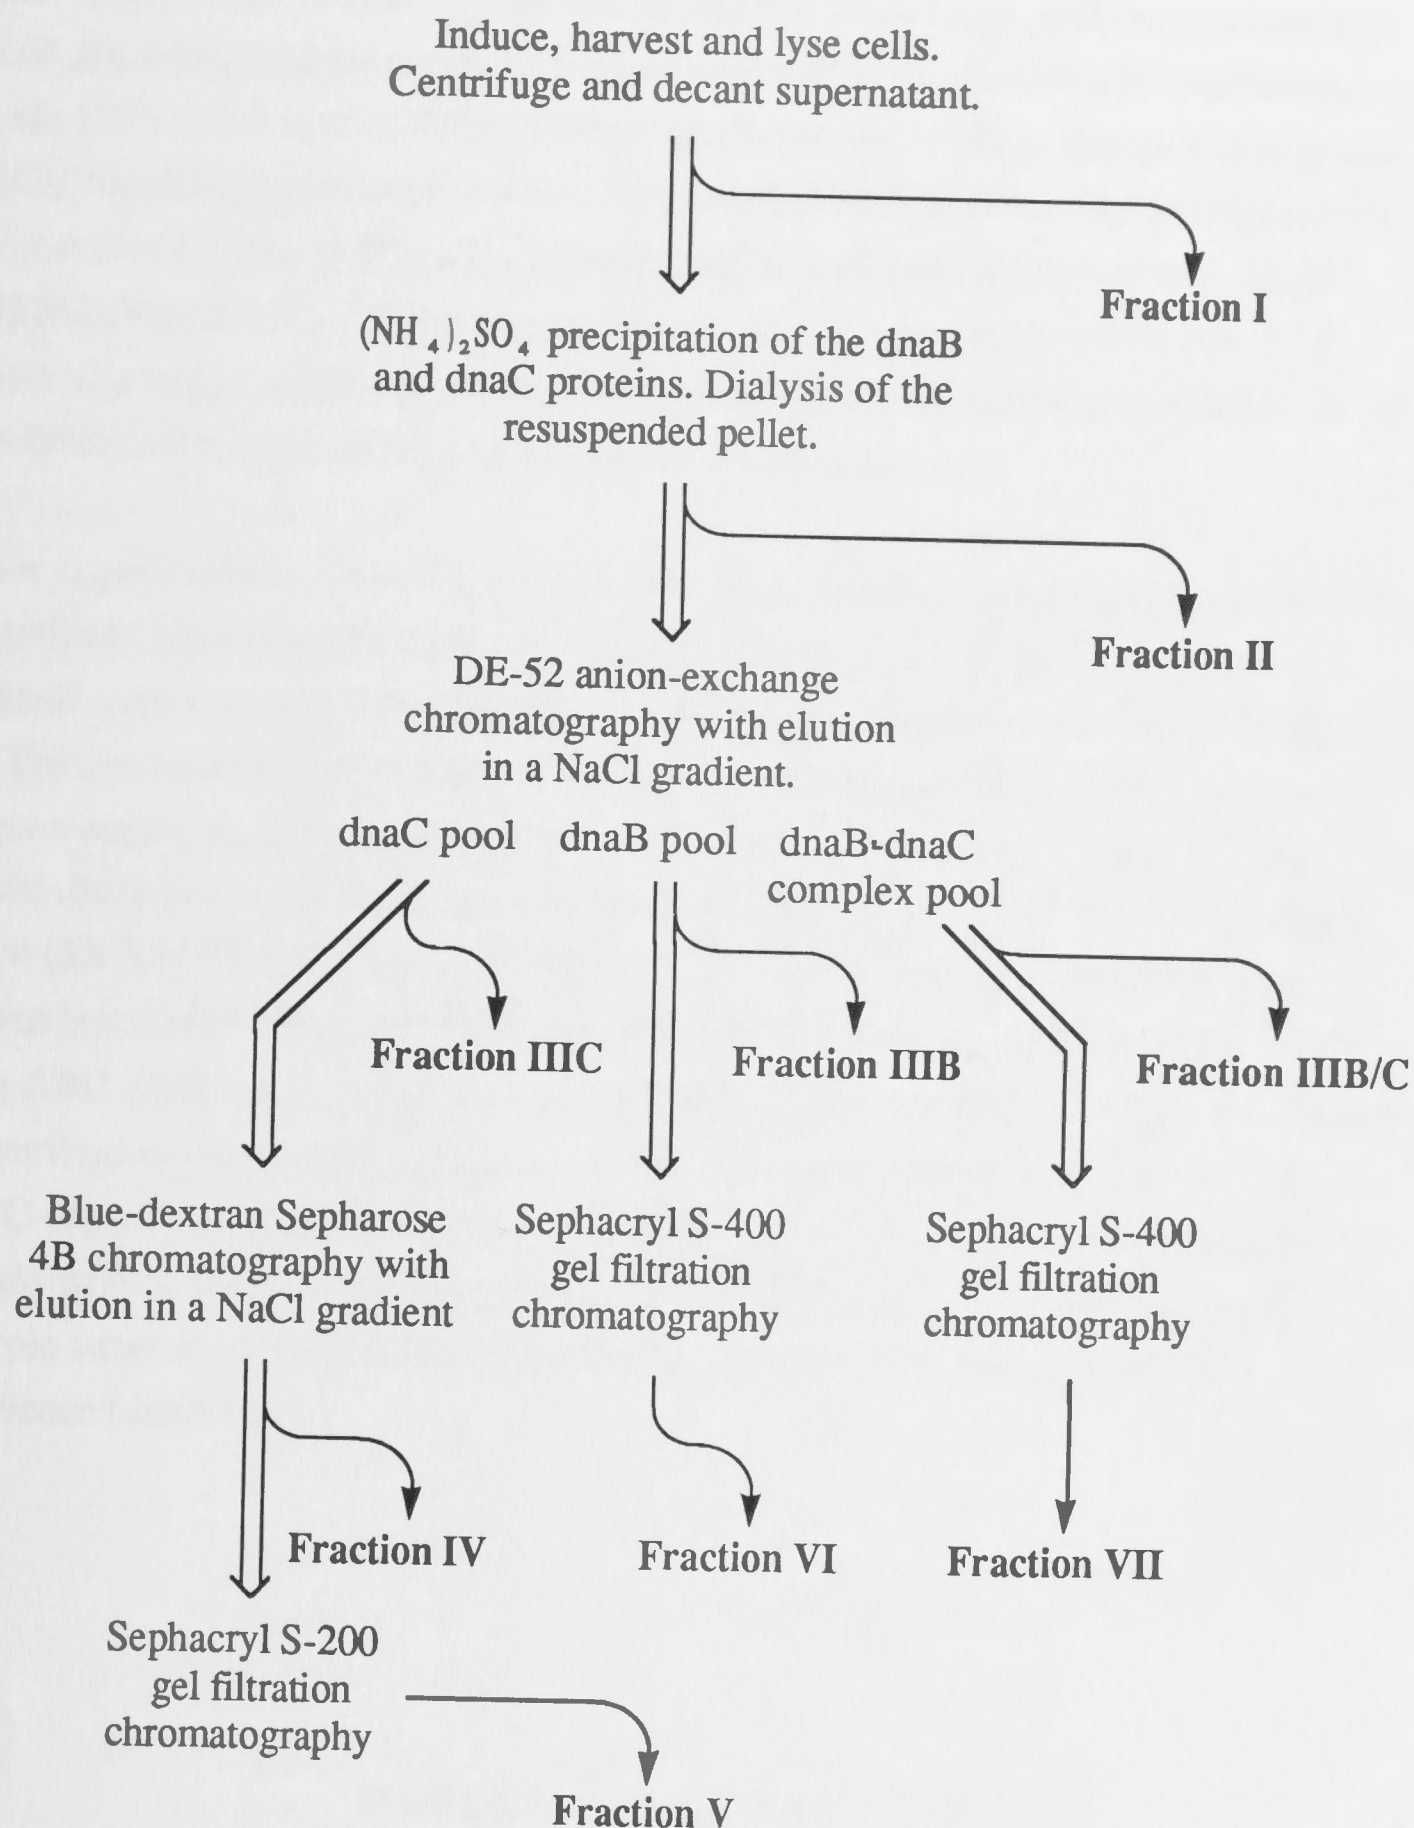 Induce, harvest and lyse cells.
Centrifuge and decant supernatant.
Fraction I
(NH₄)₂SO₄ precipitation of the dnaB
and dnaC proteins. Dialysis of the
resuspended pellet.
Fraction II
DE-52 anion-exchange
chromatography with elution
in a NaCl gradient.
dnaC pool
dnaB pool
dnaB-dnaC
complex pool
Fraction IIIC
Fraction IIIB
Fraction IIIB/C
Blue-dextran Sepharose
4B chromatography with
elution in a NaCl gradient
Sephacryl S-400
gel filtration
chromatography
Sephacryl S-400
gel filtration
chromatography
Fraction IV
Fraction VI
Fraction VII
Sephacryl S-200
gel filtration
chromatography
Fraction V